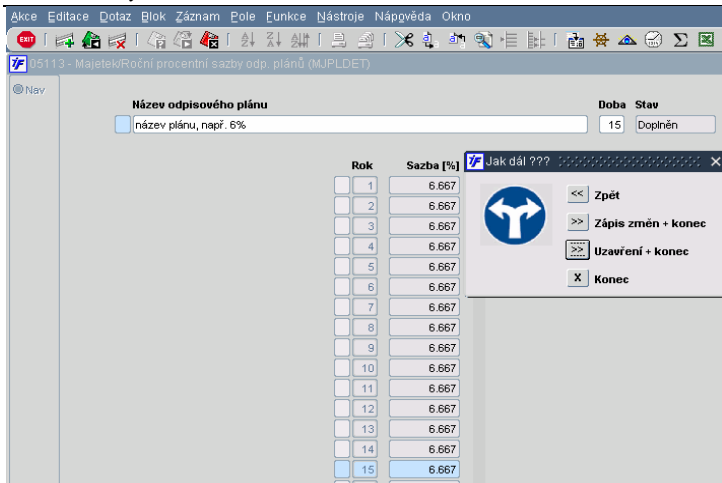 Akce Editace Dotaz Blok Záznam Pole Funkce Nástroje Nápověda Okno
EXIT
05113 - Majetek/Roční procentní sazby odp. plánů (MJPLDET)
Nav
Název odpisového plánu Doba Stav
název plánu, např. 6% 15 Doplněn
Rok Sazba [%]
1 6.667
2 6.667
3 6.667
4 6.667
5 6.667
6 6.667
7 6.667
8 6.667
9 6.667
10 6.667
11 6.667
12 6.667
13 6.667
14 6.667
15 6.667
Jak dál ???
<< Zpět
>> Zápis změn + konec
>> Uzavření + konec
X Konec